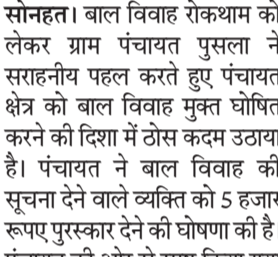 सोनहत। बाल विवाह रोकथाम को
लेकर ग्राम पंचायत पुसला ने
सराहनीय पहल करते हुए पंचायत
क्षेत्र को बाल विवाह मुक्त घोषित
करने की दिशा में ठोस कदम उठाया
है। पंचायत ने बाल विवाह की
सूचना देने वाले व्यक्ति को 5 हजार
रूपए पुरस्कार देने की घोषणा की है